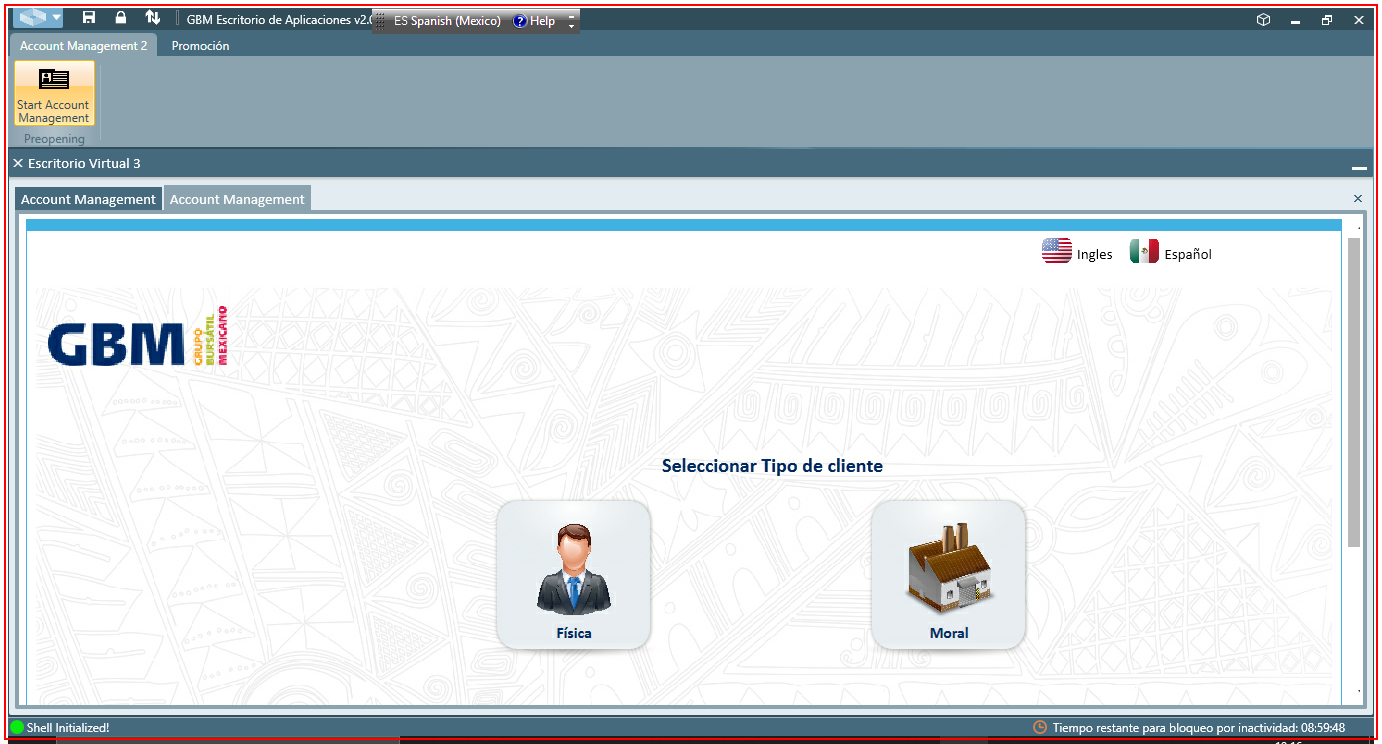 GBM Escritorio de Aplicaciones v2.
ES Spanish (Mexico) ? Help
Account Management 2 Promoción
Start Account
Management
Preopening
Escritorio Virtual 3
Account Management Account Management
Ingles Español
GBM GRUPO
BURSÁTIL
MEXICANO
Seleccionar Tipo de cliente
Física Moral
Shell Initialized! Tiempo restante para bloqueo por inactividad: 08:59:48